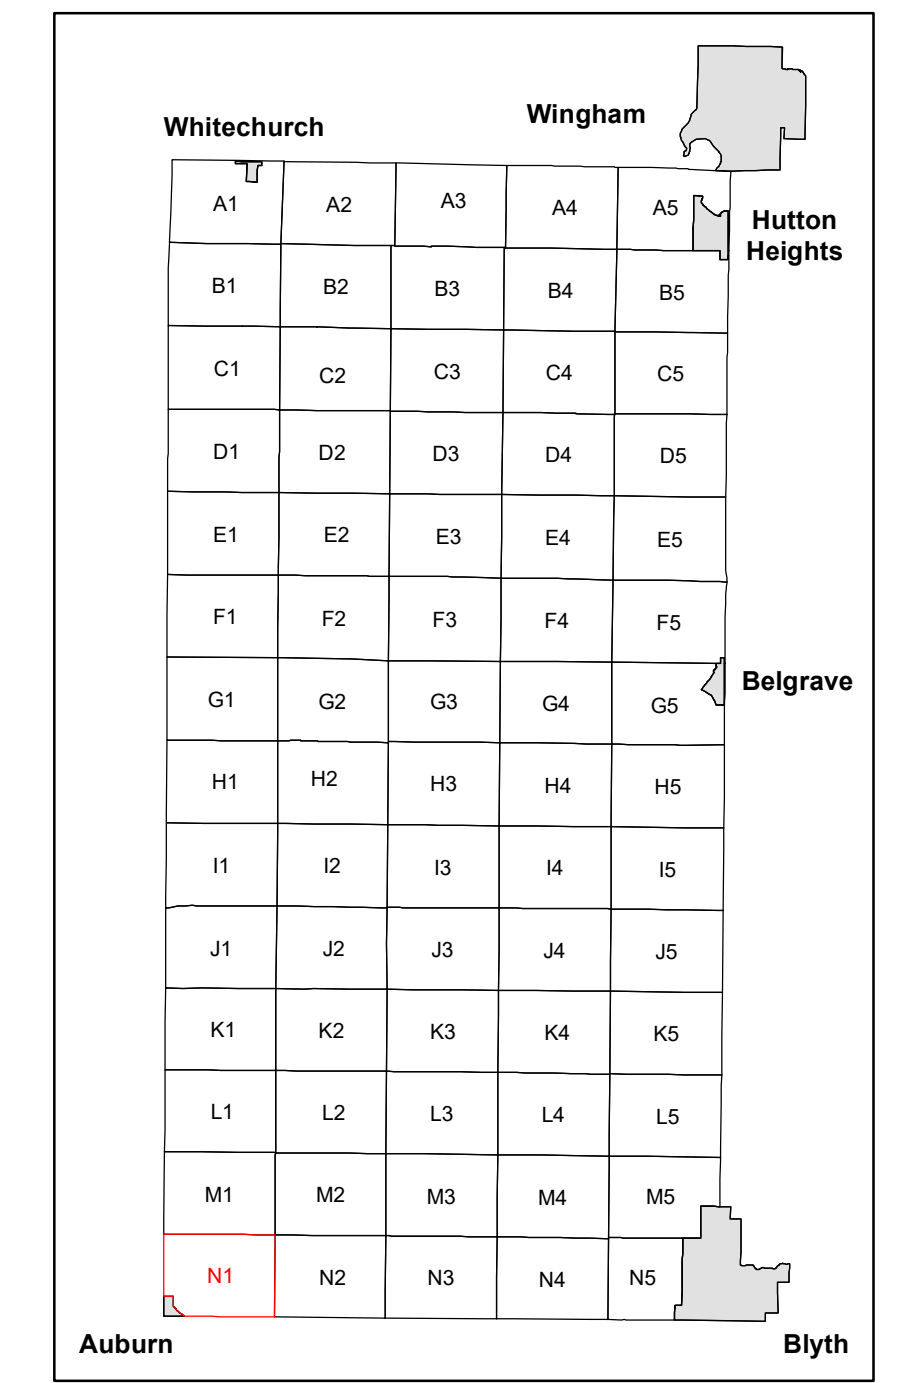 Wingham
Whitechurch
A1 A2 A3 A4 A5
Hutton
Heights
B1 B2 B3 B4 B5
C1 C2 C3 C4 C5
D1 D2 D3 D4 D5
E1 E2 E3 E4 E5
F1 F2 F3 F4 F5
Belgrave
G1 G2 G3 G4 G5
H1 H2 H3 H4 H5
I1 I2 I3 I4 I5
J1 J2 J3 J4 J5
K1 K2 K3 K4 K5
L1 L2 L3 L4 L5
M1 M2 M3 M4 M5
N1 N2 N3 N4 N5
Auburn Blyth